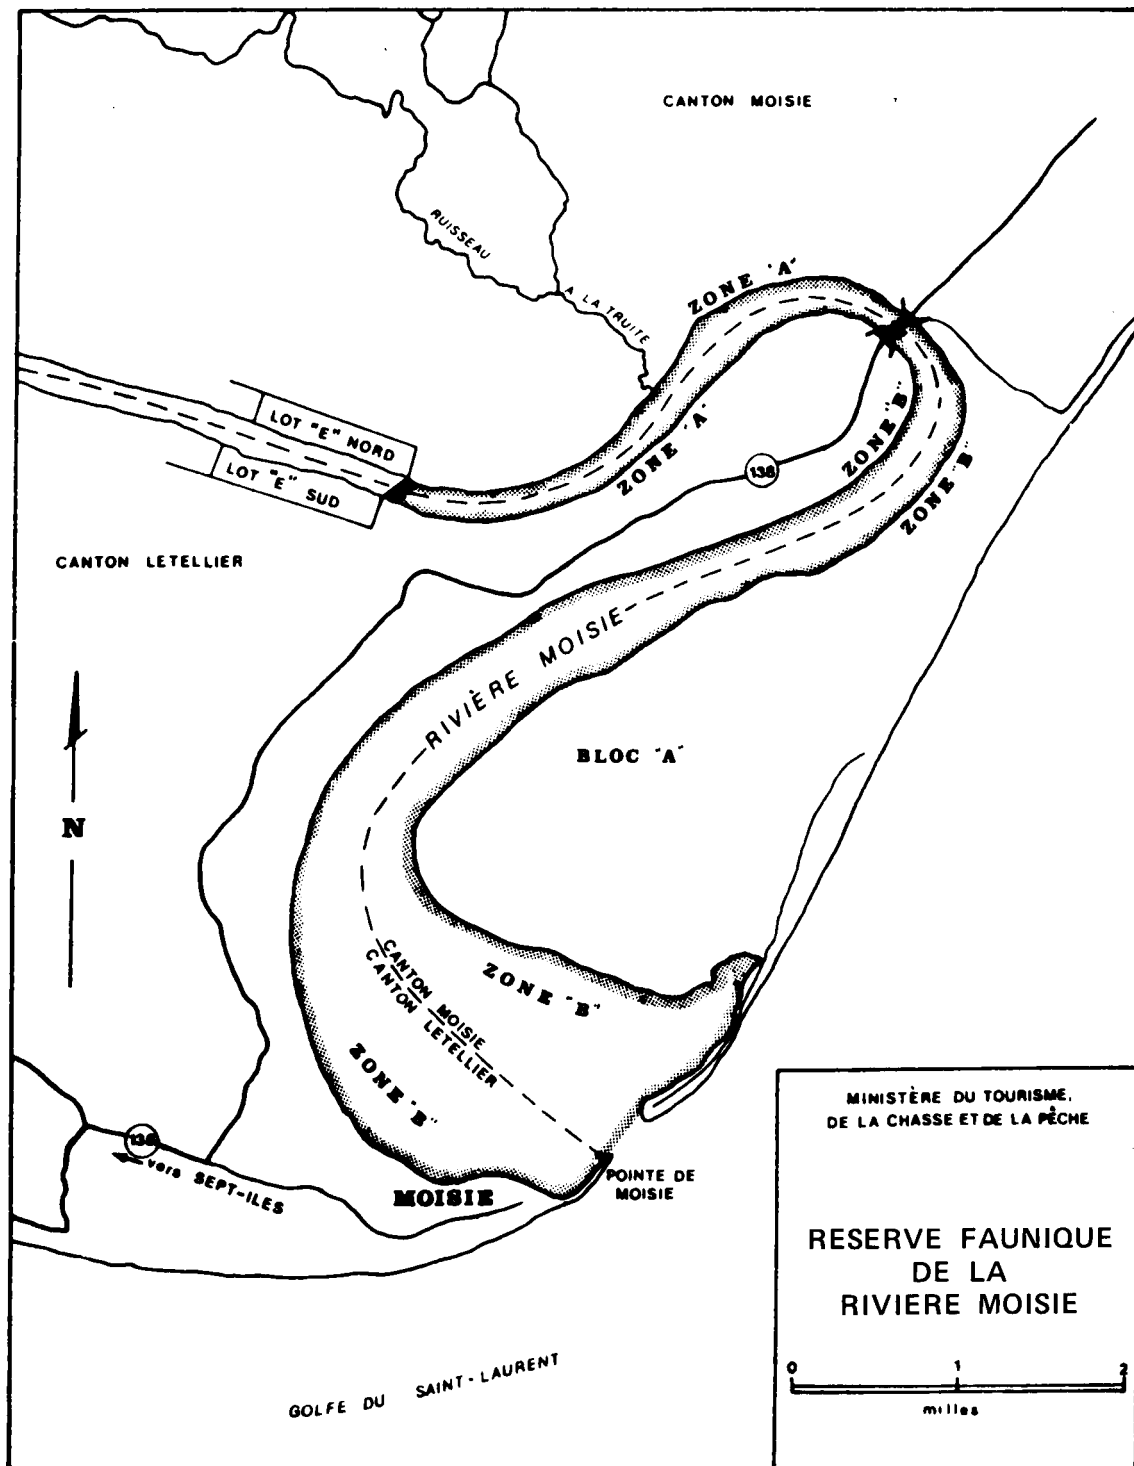 CANTON MOISIE
RUISSEAU
A LA TRUITE
ZONE "A"
LOT "E" NORD
LOT "E" SUD
ZONE "A"
138
ZONE "B"
ZONE "B"
CANTON LETELLIER
RIVIÈRE MOISIE
BLOC "A"
N
CANTON MOISIE
CANTON LETELLIER
ZONE "B"
ZONE "B"
138
vers SEPT-ILES
MOISIE
POINTE DE
MOISIE
GOLFE DU SAINT-LAURENT
MINISTÈRE DU TOURISME,
DE LA CHASSE ET DE LA PÊCHE
RESERVE FAUNIQUE
DE LA
RIVIERE MOISIE
0 1 2
milles